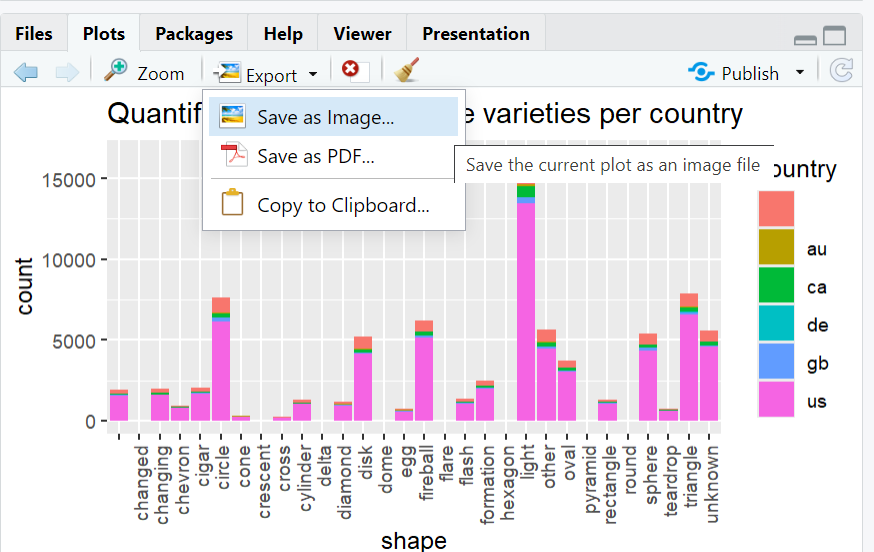 Files Plots Packages Help Viewer Presentation
Zoom Export Publish
Quantif e varieties per country
Save as Image...
Save as PDF...
Copy to Clipboard...
Save the current plot as an image file
ountry
au
ca
de
gb
us
15000
10000
5000
0
count
changed changing chevron cigar circle cone crescent cross cylinder delta diamond disk dome egg fireball flare flash formation hexagon light other oval pyramid rectangle round sphere teardrop triangle unknown
shape